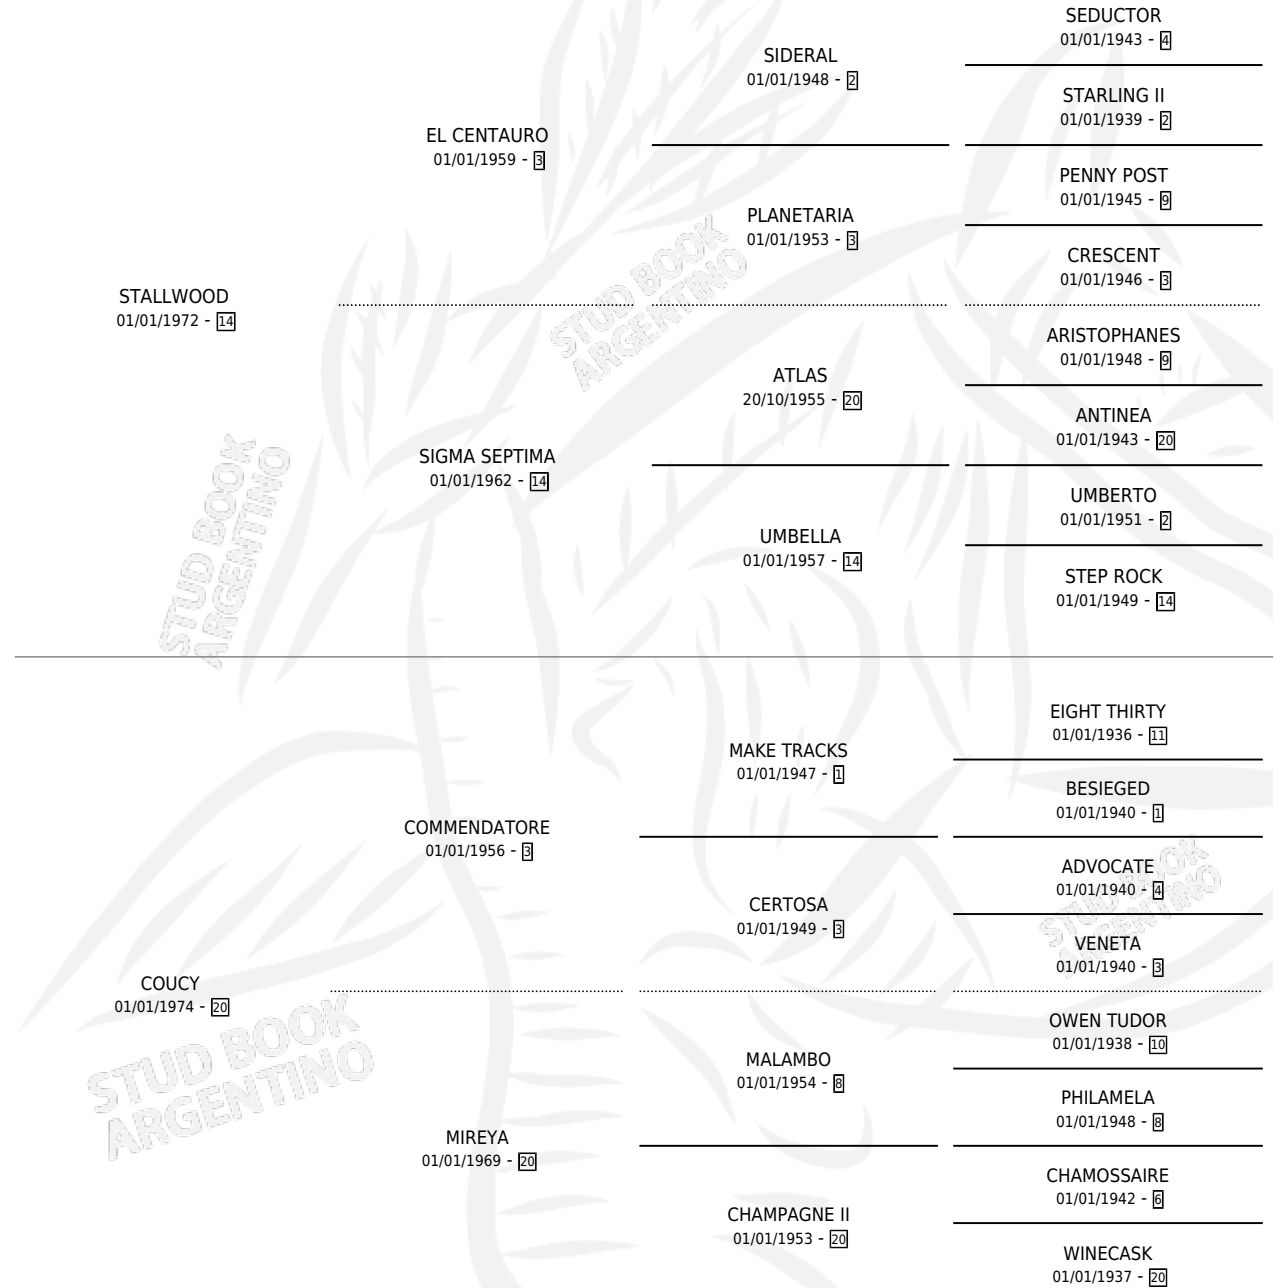 STALLWOOD
01/01/1972 - 14
EL CENTAURO
01/01/1959 - 3
SIGMA SEPTIMA
01/01/1962 - 14
SIDERAL
01/01/1948 - 2
PLANETARIA
01/01/1953 - 3
ATLAS
20/10/1955 - 20
UMBELLA
01/01/1957 - 14
SEDUCTOR
01/01/1943 - 4
STARLING II
01/01/1939 - 2
PENNY POST
01/01/1945 - 9
CRESCENT
01/01/1946 - 3
ARISTOPHANES
01/01/1948 - 9
ANTINEA
01/01/1943 - 20
UMBERTO
01/01/1951 - 2
STEP ROCK
01/01/1949 - 14
COUCY
01/01/1974 - 20
COMMENDATORE
01/01/1956 - 3
MIREYA
01/01/1969 - 20
MAKE TRACKS
01/01/1947 - 1
CERTOSA
01/01/1949 - 3
MALAMBO
01/01/1954 - 8
CHAMPAGNE II
01/01/1953 - 20
EIGHT THIRTY
01/01/1936 - 11
BESIEGED
01/01/1940 - 1
ADVOCATE
01/01/1940 - 4
VENETA
01/01/1940 - 3
OWEN TUDOR
01/01/1938 - 10
PHILAMELA
01/01/1948 - 8
CHAMOSSAIRE
01/01/1942 - 6
WINECASK
01/01/1937 - 20
STUD BOOK
ARGENTINO
STUD BOOK
ARGENTINO
STUD BOOK
ARGENTINO
STUD BOOK
ARGENTINO